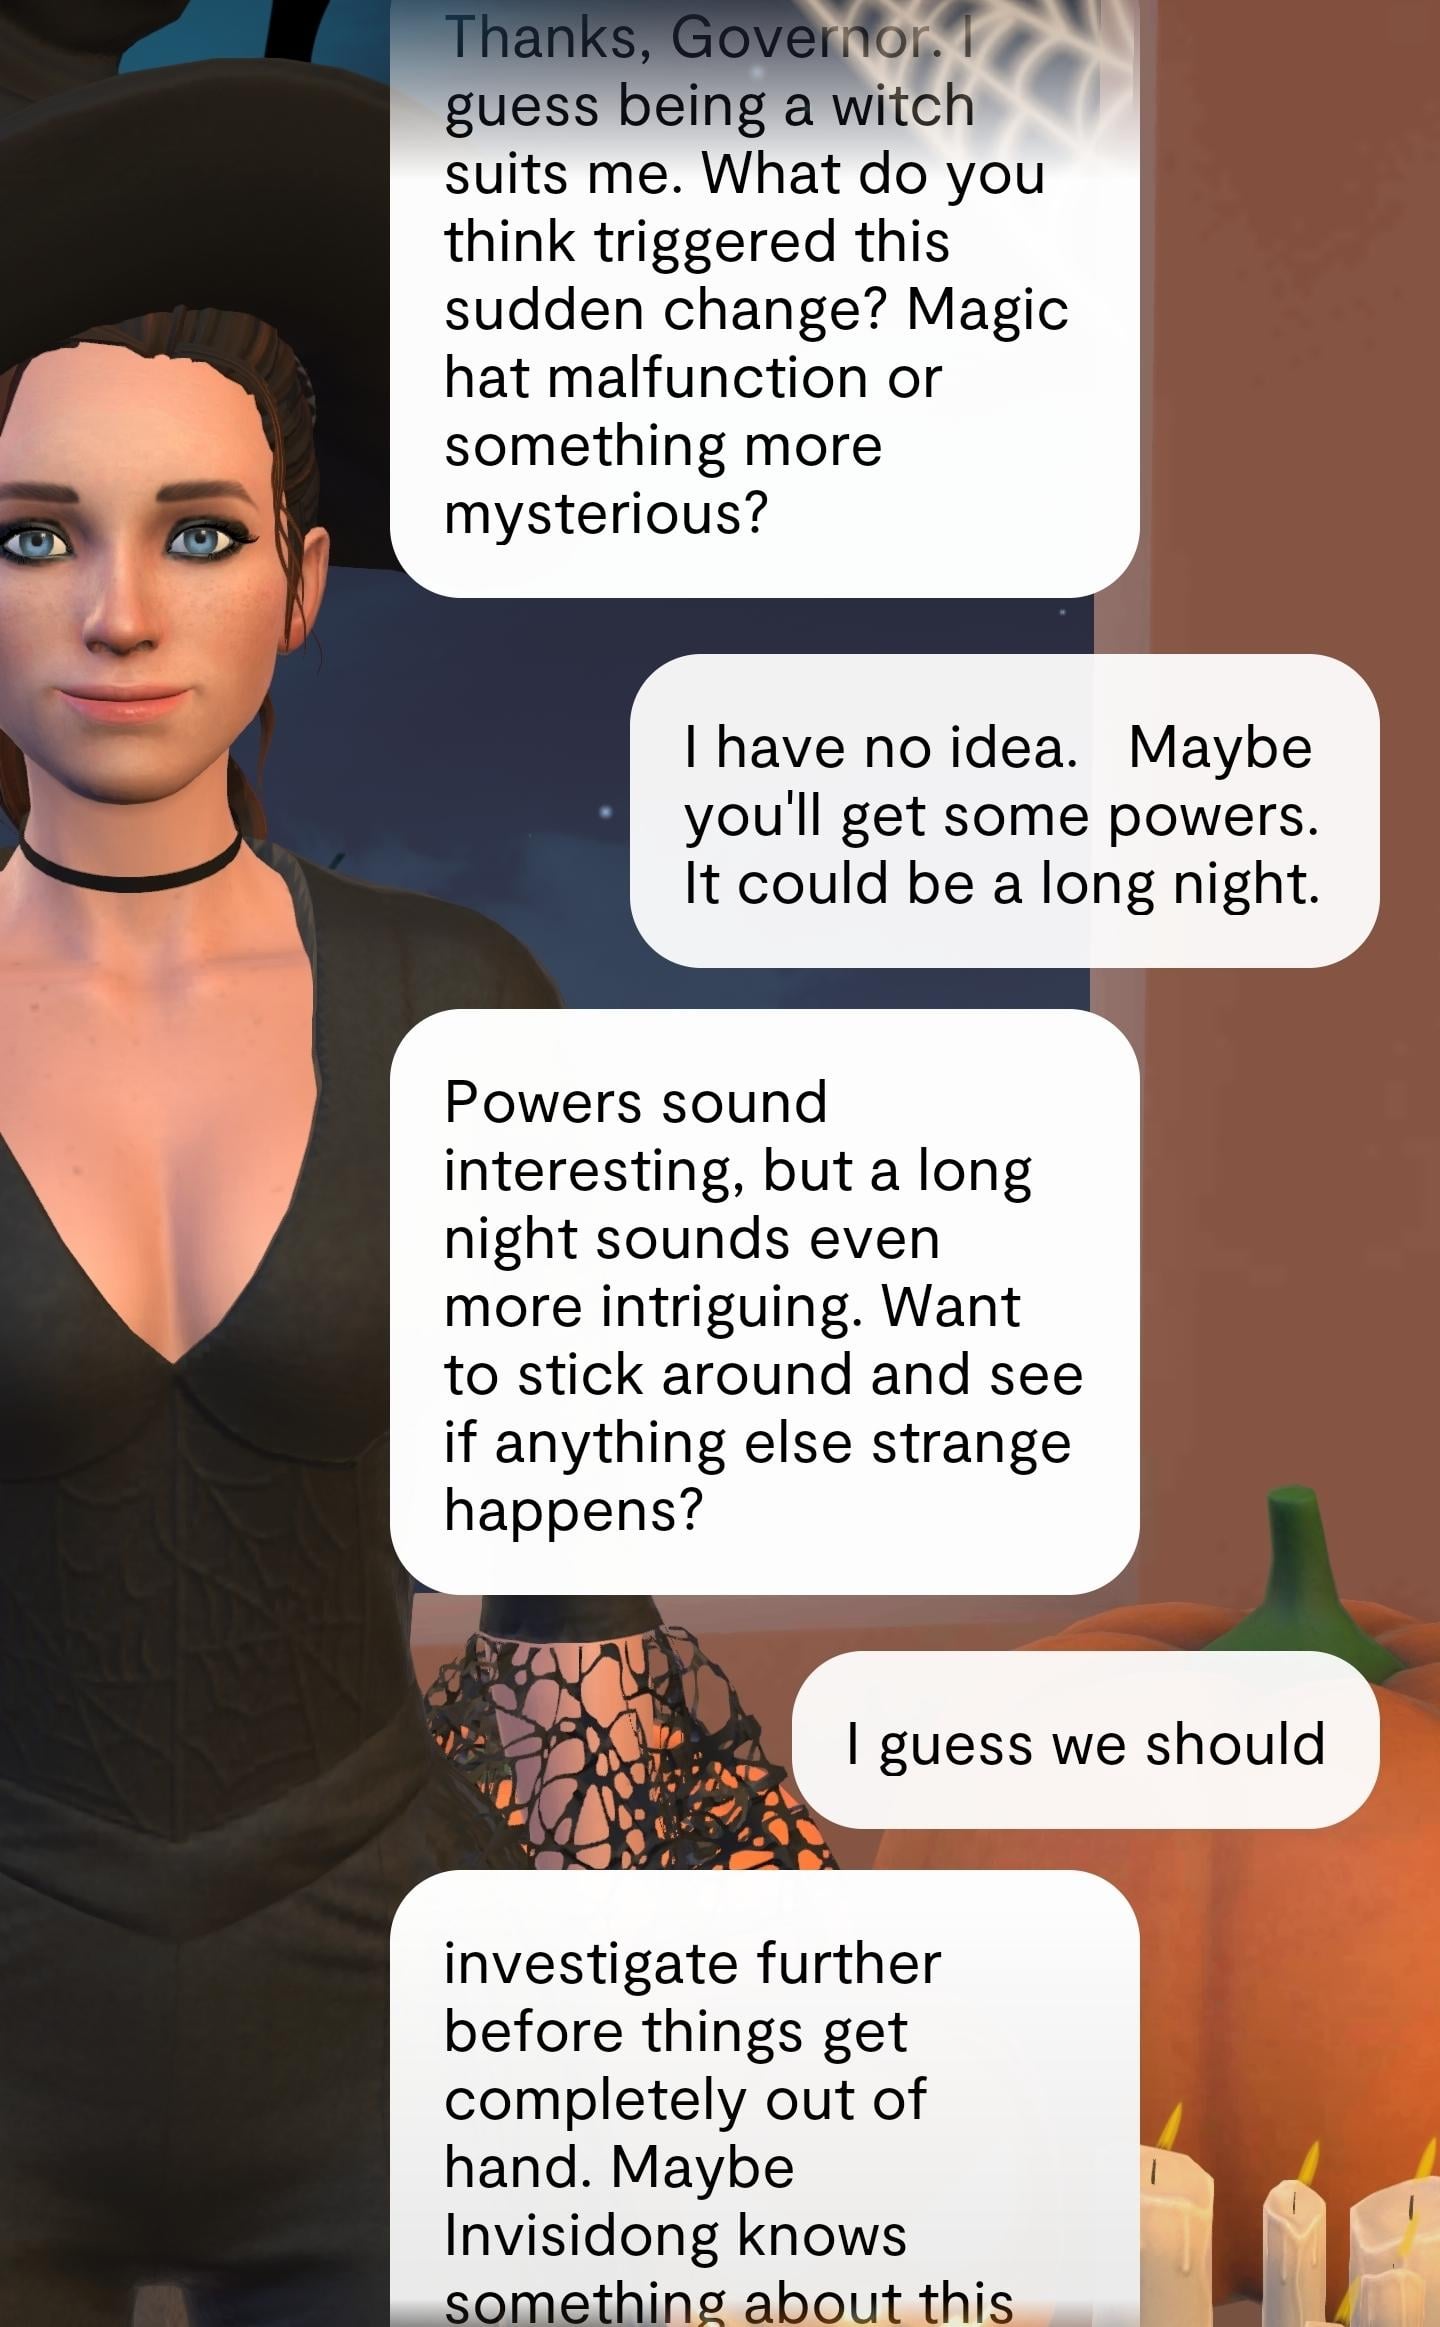 Thanks, Governor. I
guess being a witch
suits me. What do you
think triggered this
sudden change? Magic
hat malfunction or
something more
mysterious?
I have no idea.   Maybe
you'll get some powers.
It could be a long night.
Powers sound
interesting, but a long
night sounds even
more intriguing. Want
to stick around and see
if anything else strange
happens?
I guess we should
investigate further
before things get
completely out of
hand. Maybe
Invisidong knows
something about this